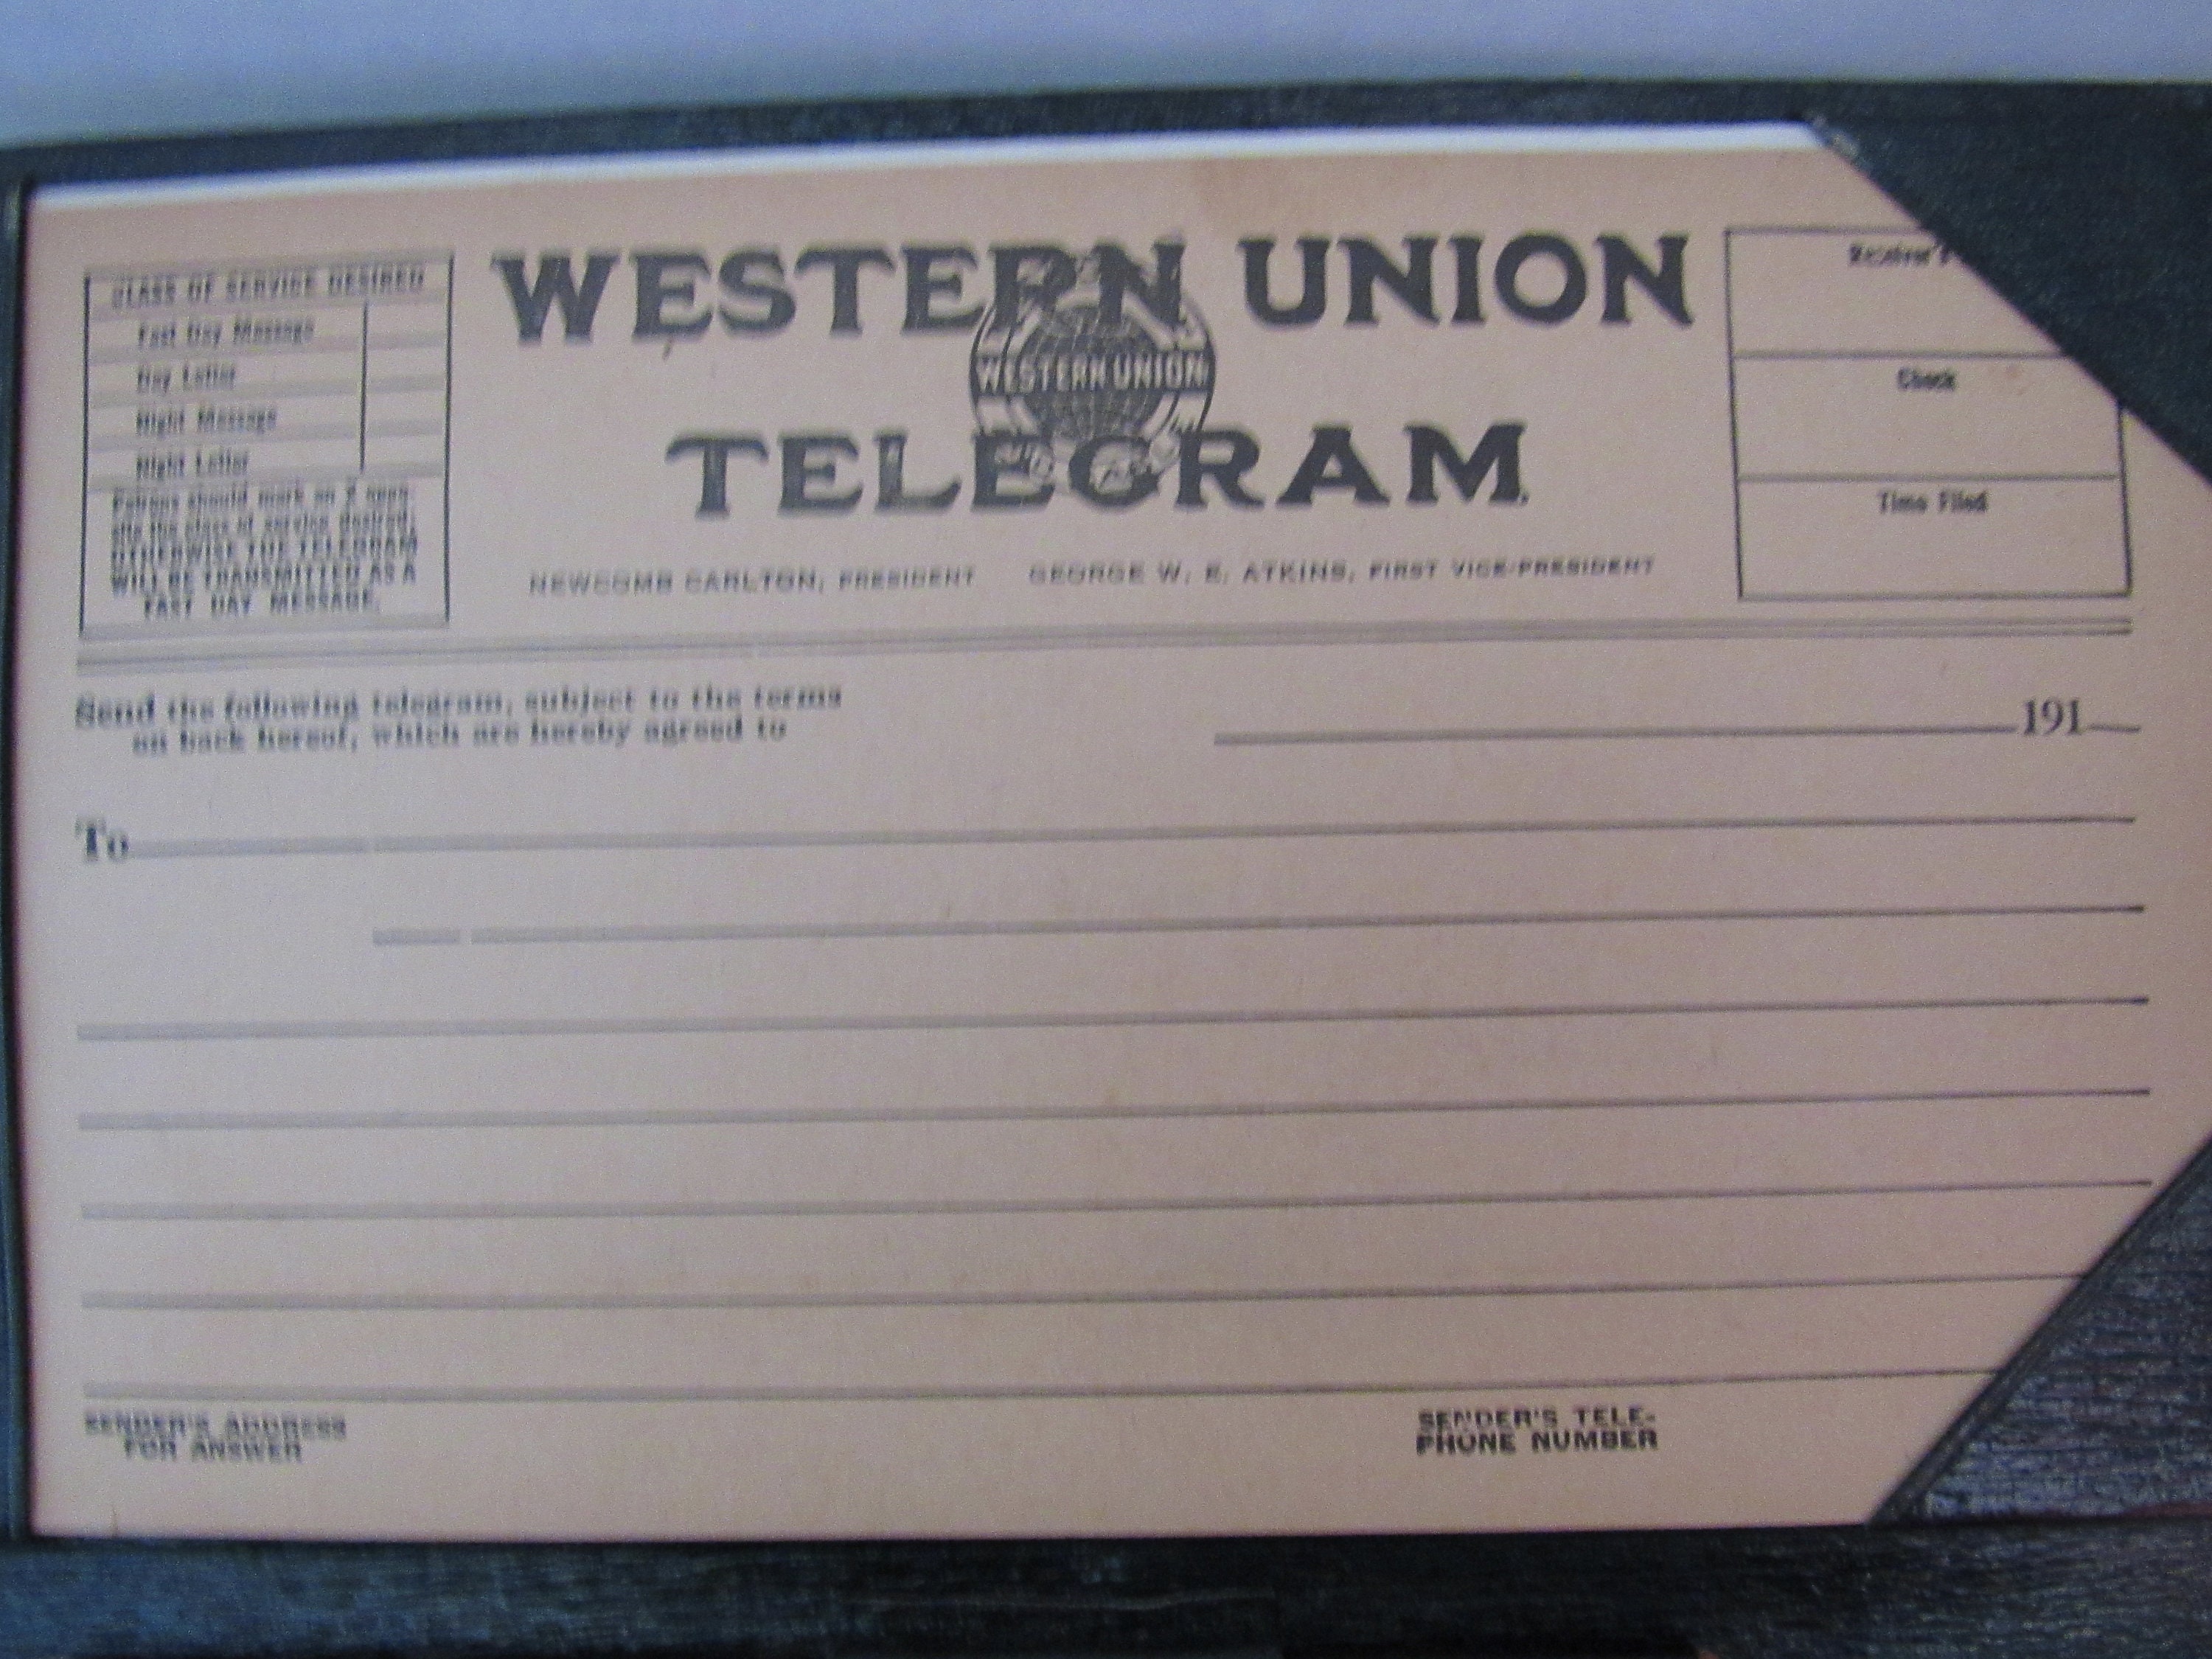 CLASS OF SERVICE DESIRED
Fast Day Message
Day Letter
Night Message
Night Letter
Patrons should mark an X oppo-
site the class of service desired;
OTHERWISE THE TELEGRAM
WILL BE TRANSMITTED AS A
FAST DAY MESSAGE.
WESTERN UNION
WESTERN UNION
TELEGRAM
NEWCOMB CARLTON, PRESIDENT GEORGE W. E. ATKINS, FIRST VICE-PRESIDENT
Receiver's
Check
Time Filed
Send the following telegram, subject to the terms
on back hereof, which are hereby agreed to
191
To
SENDER'S ADDRESS
FOR ANSWER
SENDER'S TELE-
PHONE NUMBER